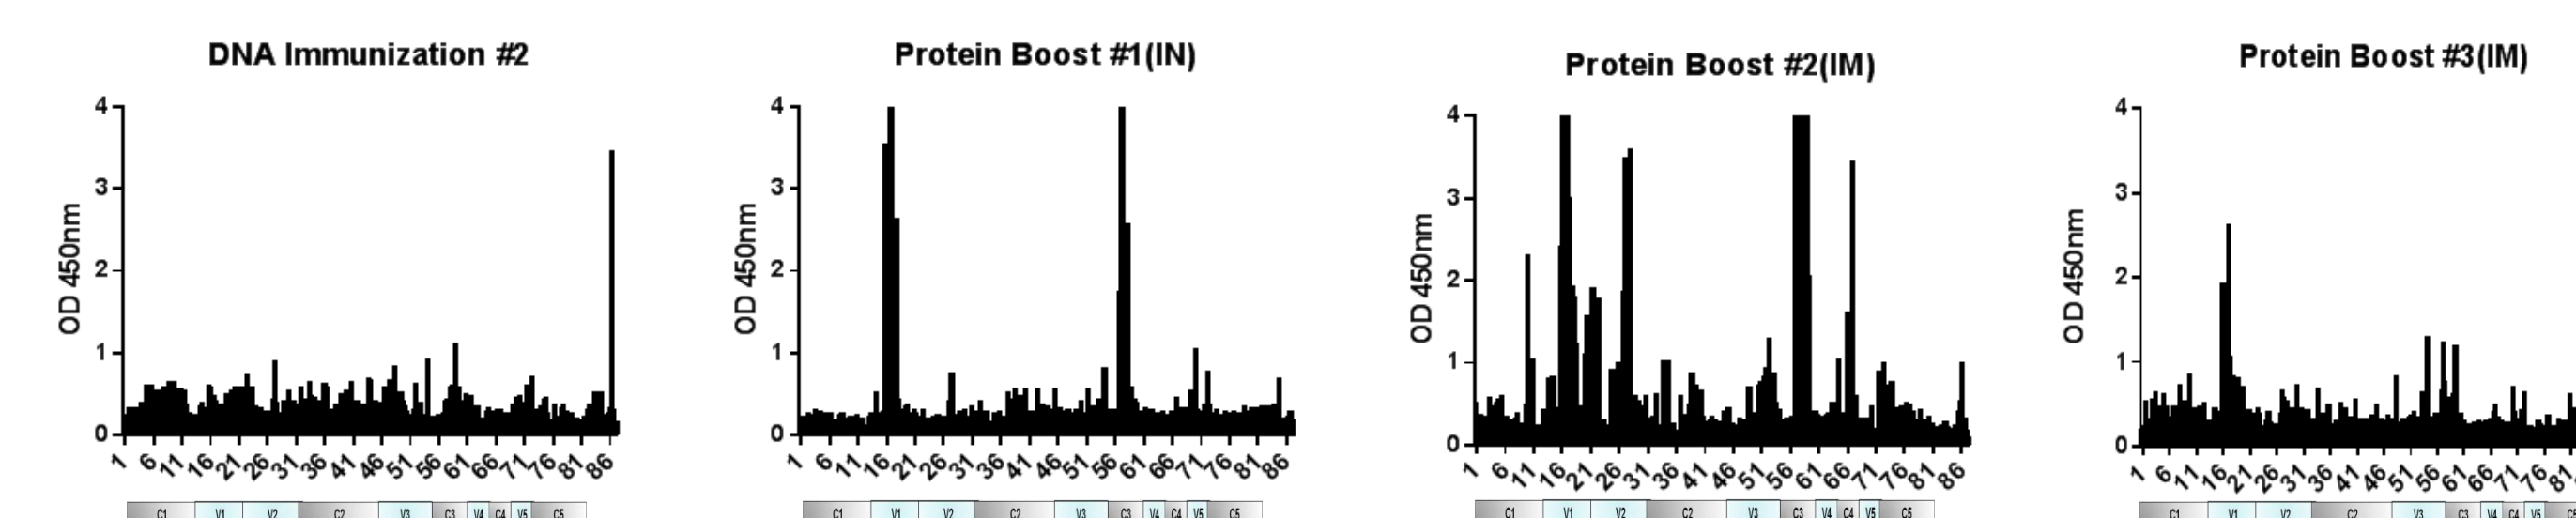 DNA Immunization #2
OD 450nm
4
3
2
1
0
1 6 11 16 21 26 31 36 41 46 51 56 61 66 71 76 81 86
C1 V1 V2 C2 V3 C3 V4 C4 V5 C5
Protein Boost #1(IN)
OD 450nm
4
3
2
1
0
1 6 11 16 21 26 31 36 41 46 51 56 61 66 71 76 81 86
C1 V1 V2 C2 V3 C3 V4 C4 V5 C5
Protein Boost #2(IM)
OD 450nm
4
3
2
1
0
1 6 11 16 21 26 31 36 41 46 51 56 61 66 71 76 81 86
C1 V1 V2 C2 V3 C3 V4 C4 V5 C5
Protein Boost #3(IM)
OD 450nm
4
3
2
1
0
1 6 11 16 21 26 31 36 41 46 51 56 61 66 71 76 81
C1 V1 V2 C2 V3 C3 V4 C4 V5